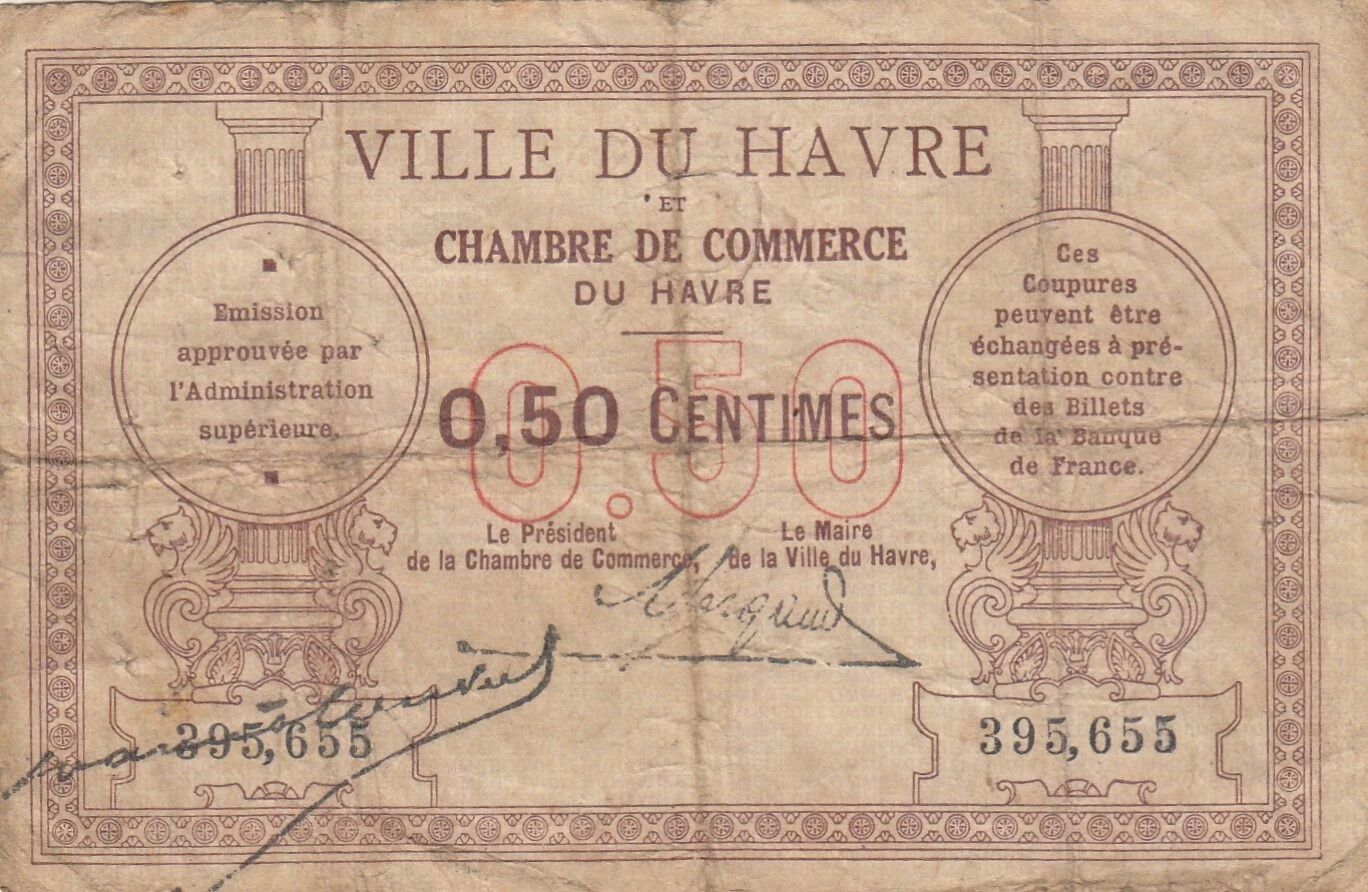 VILLE DU HAVRE
ET
CHAMBRE DE COMMERCE
DU HAVRE
Emission
approuvée par
l'Administration
supérieure.
Ces
Coupures
peuvent être
échangées à pré-
sentation contre
des Billets
de la Banque
de France.
0.50
0,50 CENTIMES
Le Président
de la Chambre de Commerce,
Le Maire
de la Ville du Havre,
395,655
395,655